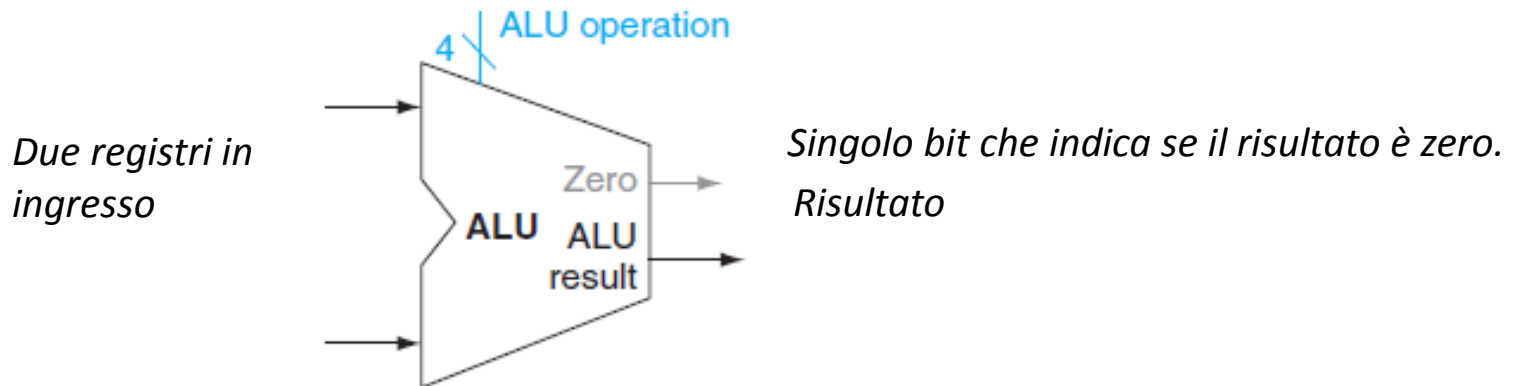 4 ALU operation
Due registri in
ingresso
Singolo bit che indica se il risultato è zero.
Zero
Risultato
ALU
ALU
result